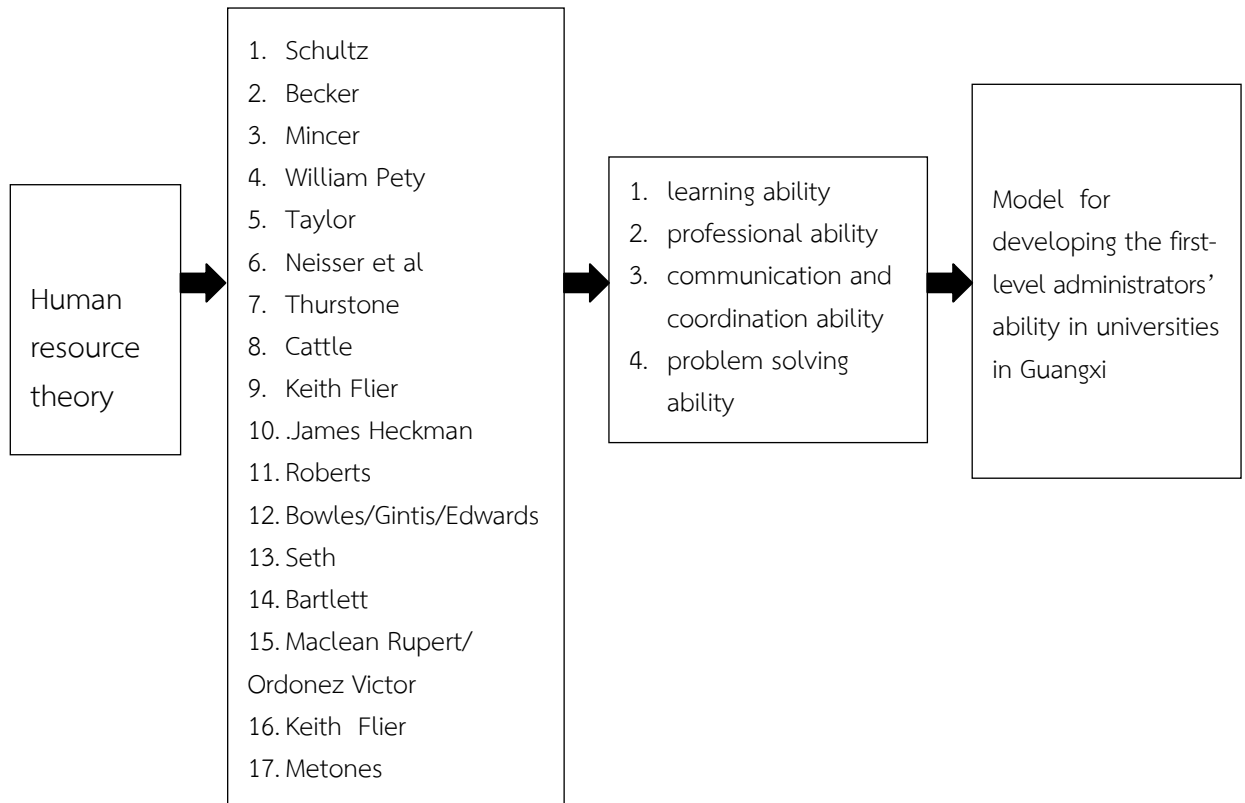 Human
resource
theory
1. Schultz
2. Becker
3. Mincer
4. William Pety
5. Taylor
6. Neisser et al
7. Thurstone
8. Cattle
9. Keith Flier
10. .James Heckman
11. Roberts
12. Bowles/Gintis/Edwards
13. Seth
14. Bartlett
15. Maclean Rupert/
Ordonez Victor
16. Keith Flier
17. Metones
1. learning ability
2. professional ability
3. communication and
coordination ability
4. problem solving
ability
Model for
developing the first-
level administrators’
ability in universities
in Guangxi